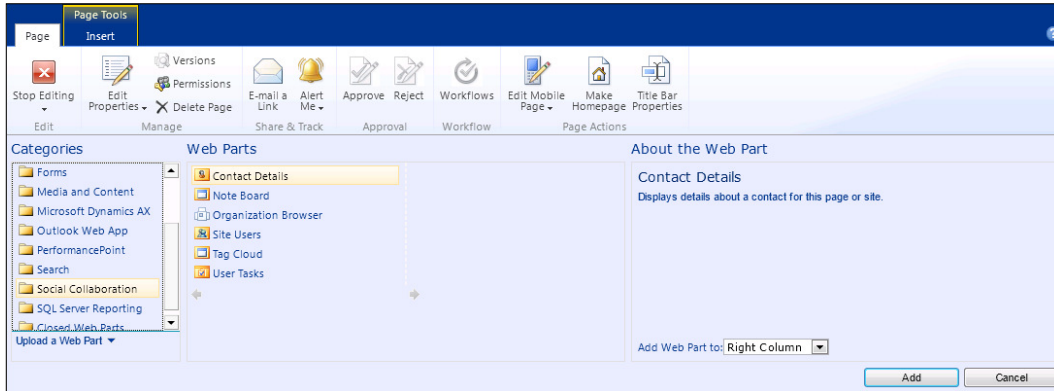 Page Tools
Page
Insert
Stop Editing
Edit
Properties
Versions
Permissions
Delete Page
E-mail a
Link
Alert
Me
Approve
Reject
Workflows
Edit Mobile
Page
Make
Homepage
Title Bar
Properties
Edit
Manage
Share & Track
Approval
Workflow
Page Actions
Categories
Forms
Media and Content
Microsoft Dynamics AX
Outlook Web App
PerformancePoint
Search
Social Collaboration
SQL Server Reporting
Closed Web Parts
Upload a Web Part
Web Parts
Contact Details
Note Board
Organization Browser
Site Users
Tag Cloud
User Tasks
About the Web Part
Contact Details
Displays details about a contact for this page or site.
Add Web Part to: Right Column
Add
Cancel